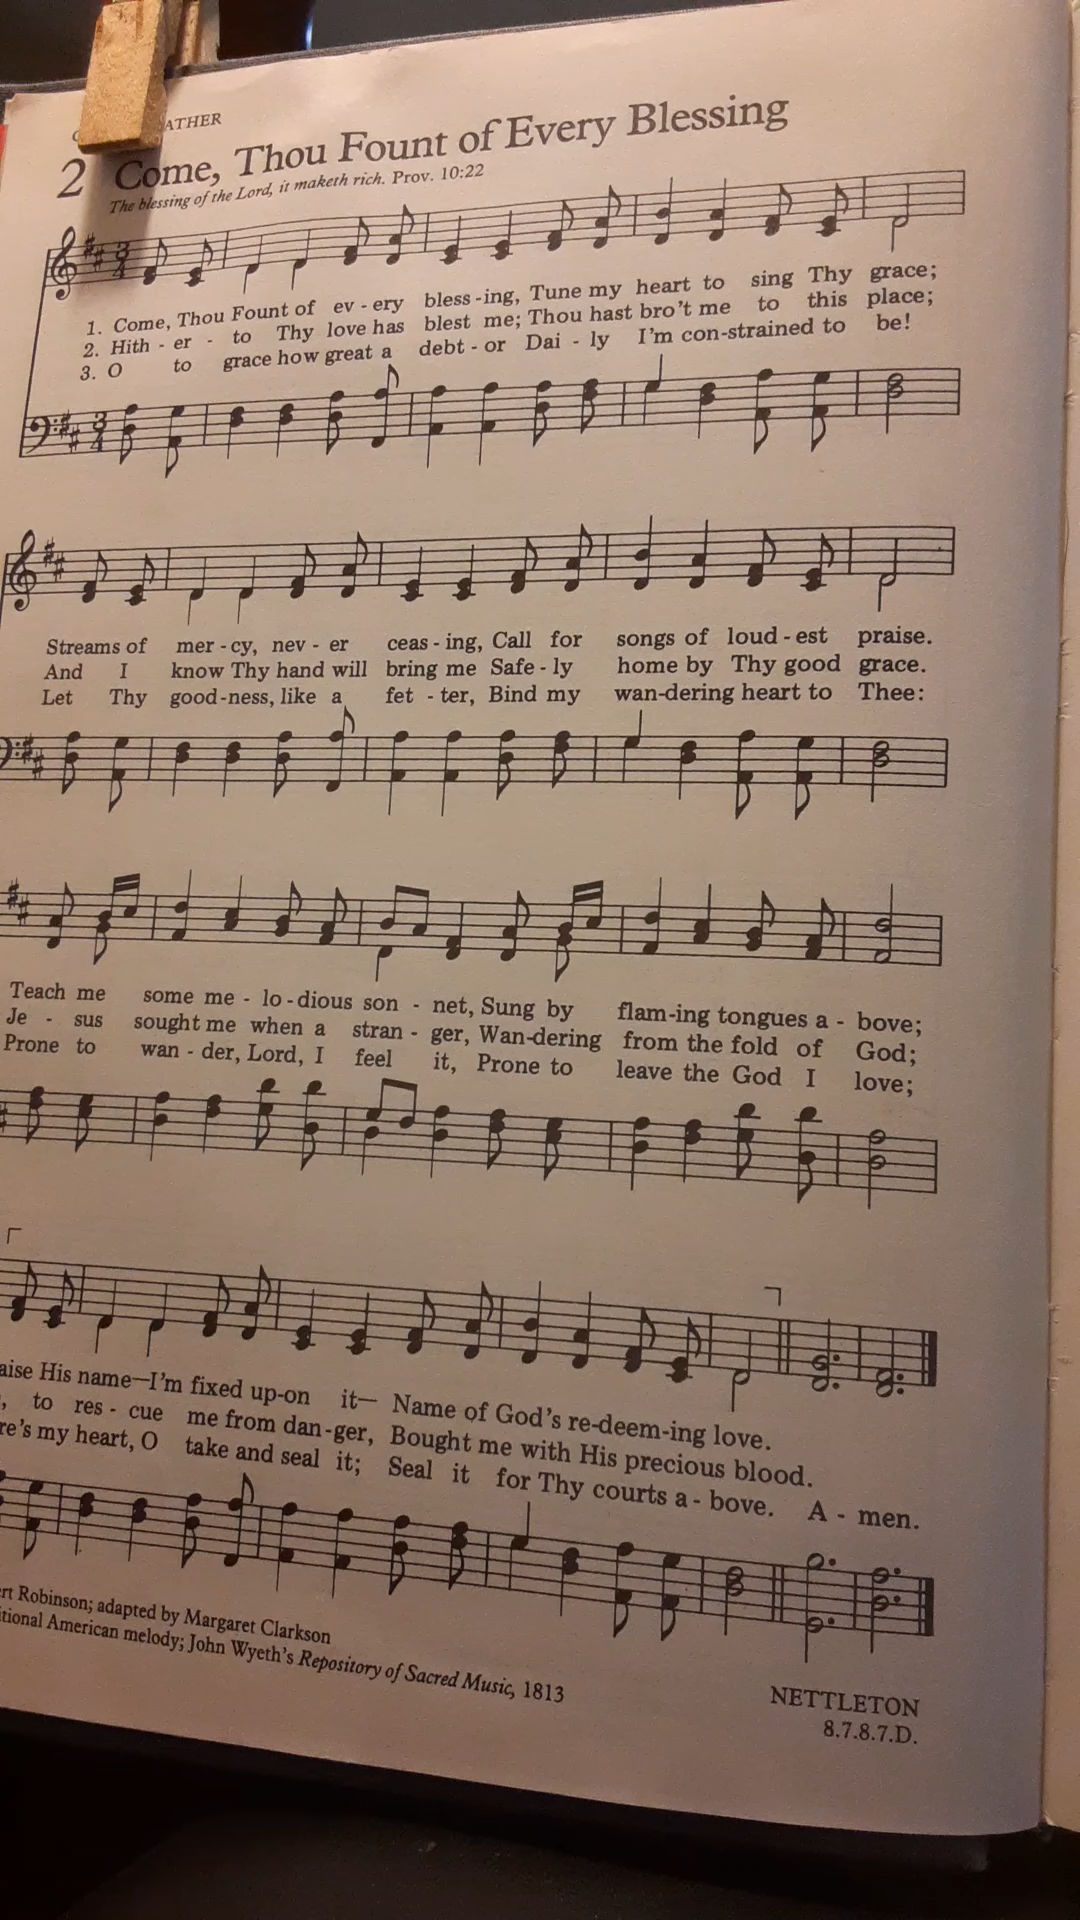 ATHER
2 Come, Thou Fount of Every Blessing
The blessing of the Lord, it maketh rich. Prov. 10:22
3
4
1. Come, Thou Fount of ev - ery bless - ing, Tune my heart to sing Thy grace;
2. Hith - er - to Thy love has blest me; Thou hast bro't me to this place;
3. O to grace how great a debt - or Dai - ly I'm con-strained to be!
3
4
Streams of mer - cy, nev - er ceas - ing, Call for songs of loud - est praise.
And I know Thy hand will bring me Safe - ly home by Thy good grace.
Let Thy good-ness, like a fet - ter, Bind my wan-dering heart to Thee:
Teach me some me - lo - dious son - net, Sung by flam-ing tongues a - bove;
Je - sus sought me when a stran - ger, Wan-dering from the fold of God;
Prone to wan - der, Lord, I feel it, Prone to leave the God I love;
aise His name—I'm fixed up-on it— Name of God's re-deem-ing love.
, to res - cue me from dan-ger, Bought me with His precious blood.
re's my heart, O take and seal it; Seal it for Thy courts a - bove. A - men.
rt Robinson; adapted by Margaret Clarkson
itional American melody; John Wyeth's Repository of Sacred Music, 1813
NETTLETON
8.7.8.7.D.